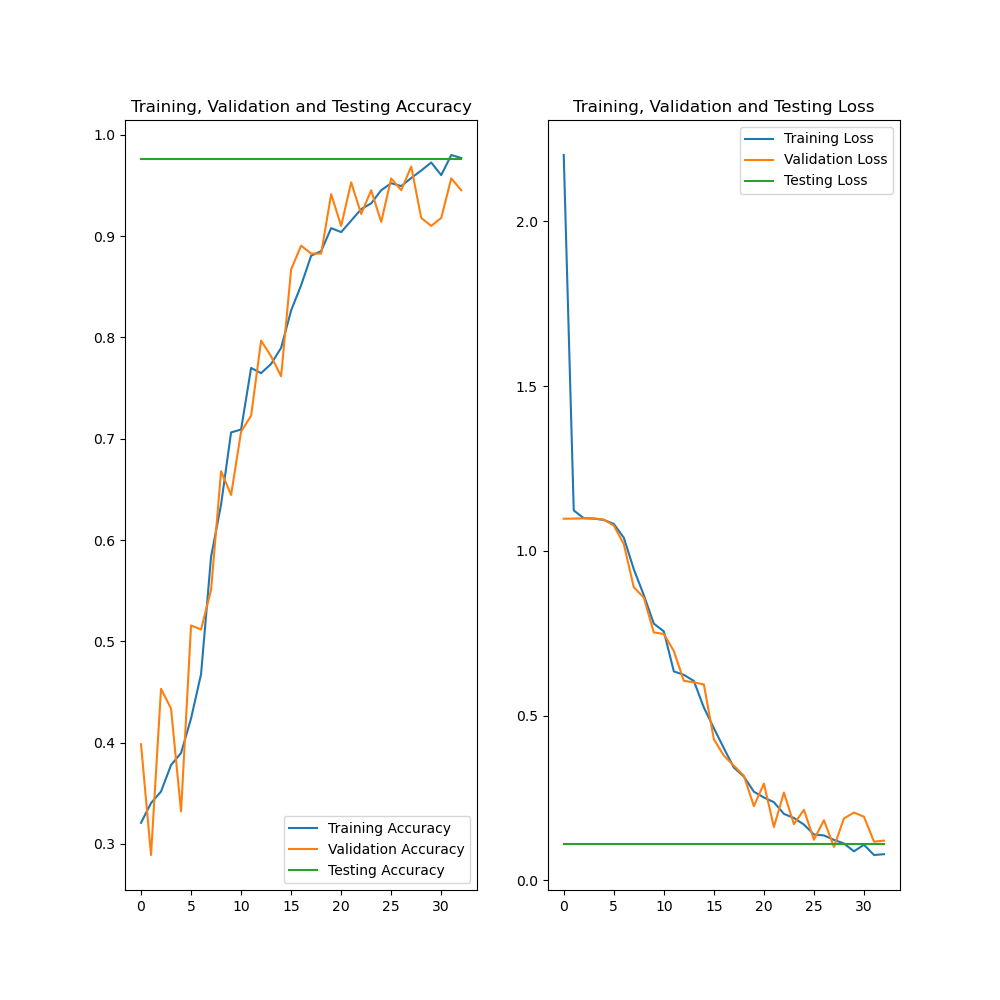 Training, Validation and Testing Accuracy
1.0
0.9
0.8
0.7
0.6
0.5
0.4
0.3
0 5 10 15 20 25 30
Training Accuracy
Validation Accuracy
Testing Accuracy
Training, Validation and Testing Loss
Training Loss
Validation Loss
Testing Loss
2.0
1.5
1.0
0.5
0.0
0 5 10 15 20 25 30